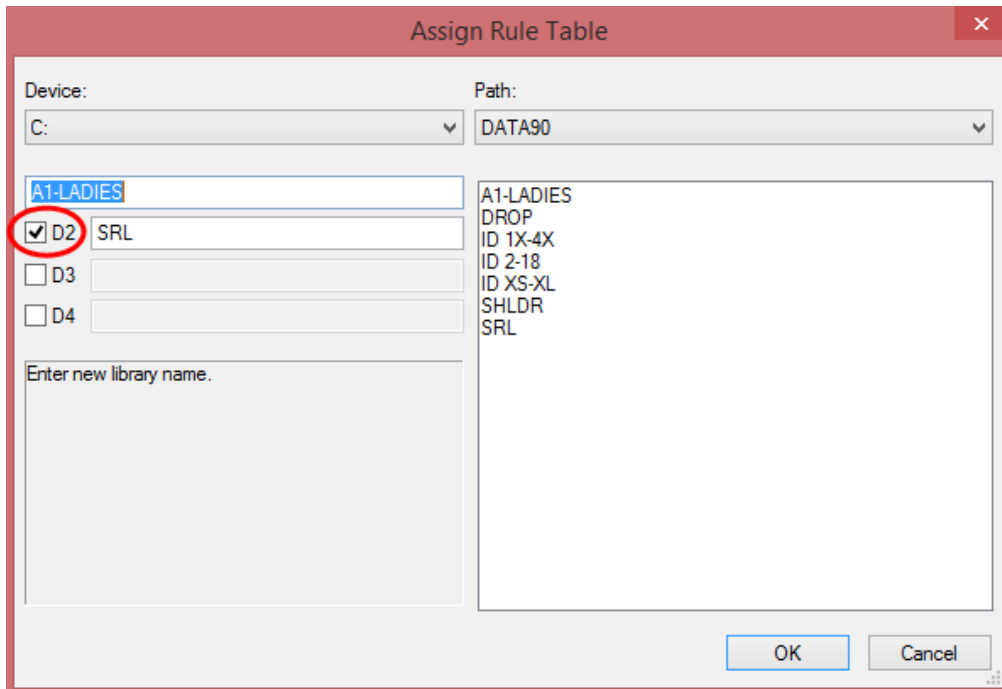 Assign Rule Table
Device:
Path:
C:
DATA90
A1-LADIES
D2 SRL
D3
D4
Enter new library name.
A1-LADIES
DROP
ID 1X-4X
ID 2-18
ID XS-XL
SHLDR
SRL
OK
Cancel